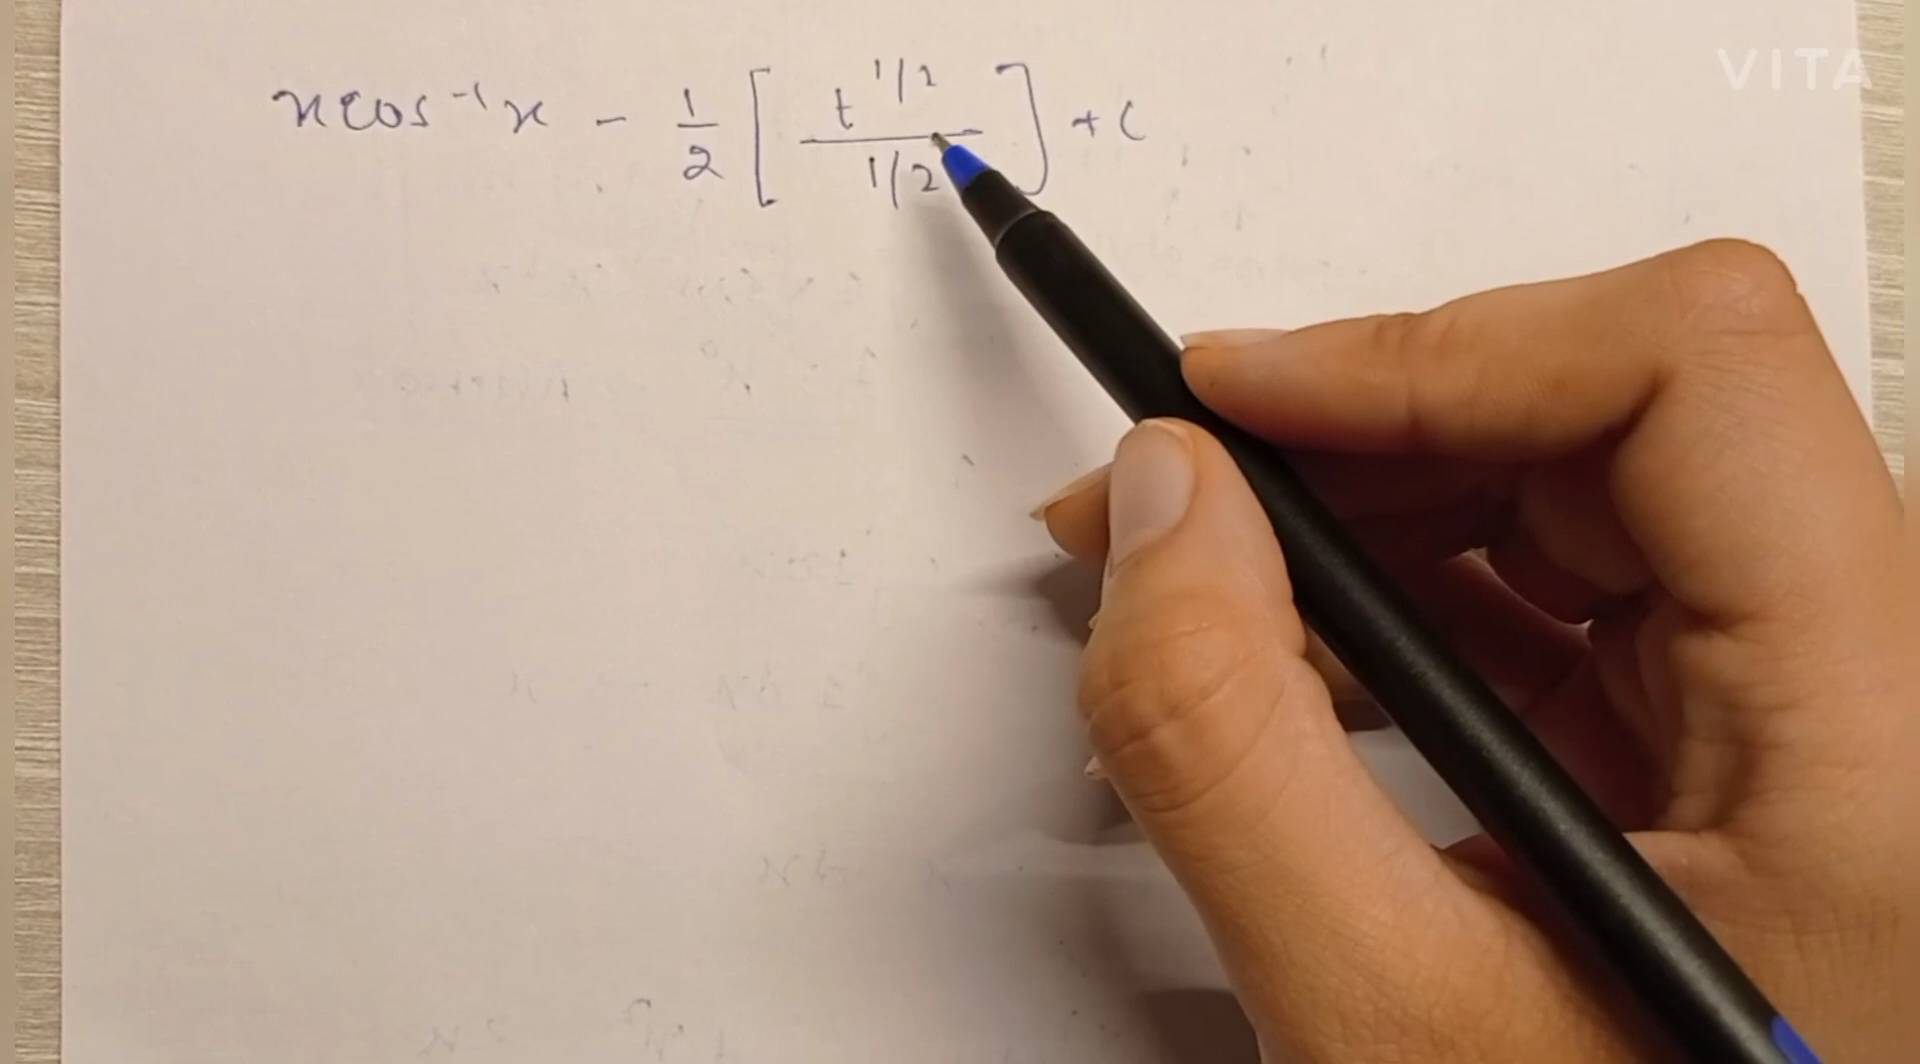 xcos⁻¹x - 1/2 [ t^1/2 / 1/2 ] + C
VITA